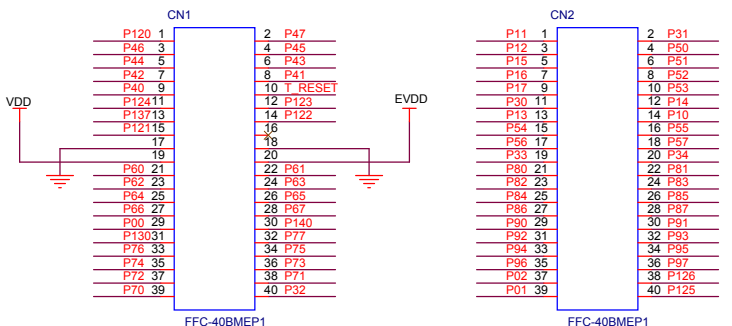 CN1 CN2
P120 1 2 P47 P11 1 2 P31
P46 3 4 P45 P12 3 4 P50
P44 5 6 P43 P15 5 6 P51
P42 7 8 P41 P16 7 8 P52
P40 9 10 T_RESET P17 9 10 P53
VDD P124 11 12 P123 EVDD P30 11 12 P14
P137 13 14 P122 P13 13 14 P10
P121 15 16 P54 15 16 P55
17 18 P56 17 18 P57
19 20 P33 19 20 P34
P60 21 22 P61 P80 21 22 P81
P62 23 24 P63 P82 23 24 P83
P64 25 26 P65 P84 25 26 P85
P66 27 28 P67 P86 27 28 P87
P00 29 30 P140 P90 29 30 P91
P130 31 32 P77 P92 31 32 P93
P76 33 34 P75 P94 33 34 P95
P74 35 36 P73 P96 35 36 P97
P72 37 38 P71 P02 37 38 P126
P70 39 40 P32 P01 39 40 P125
FFC-40BMEP1 FFC-40BMEP1